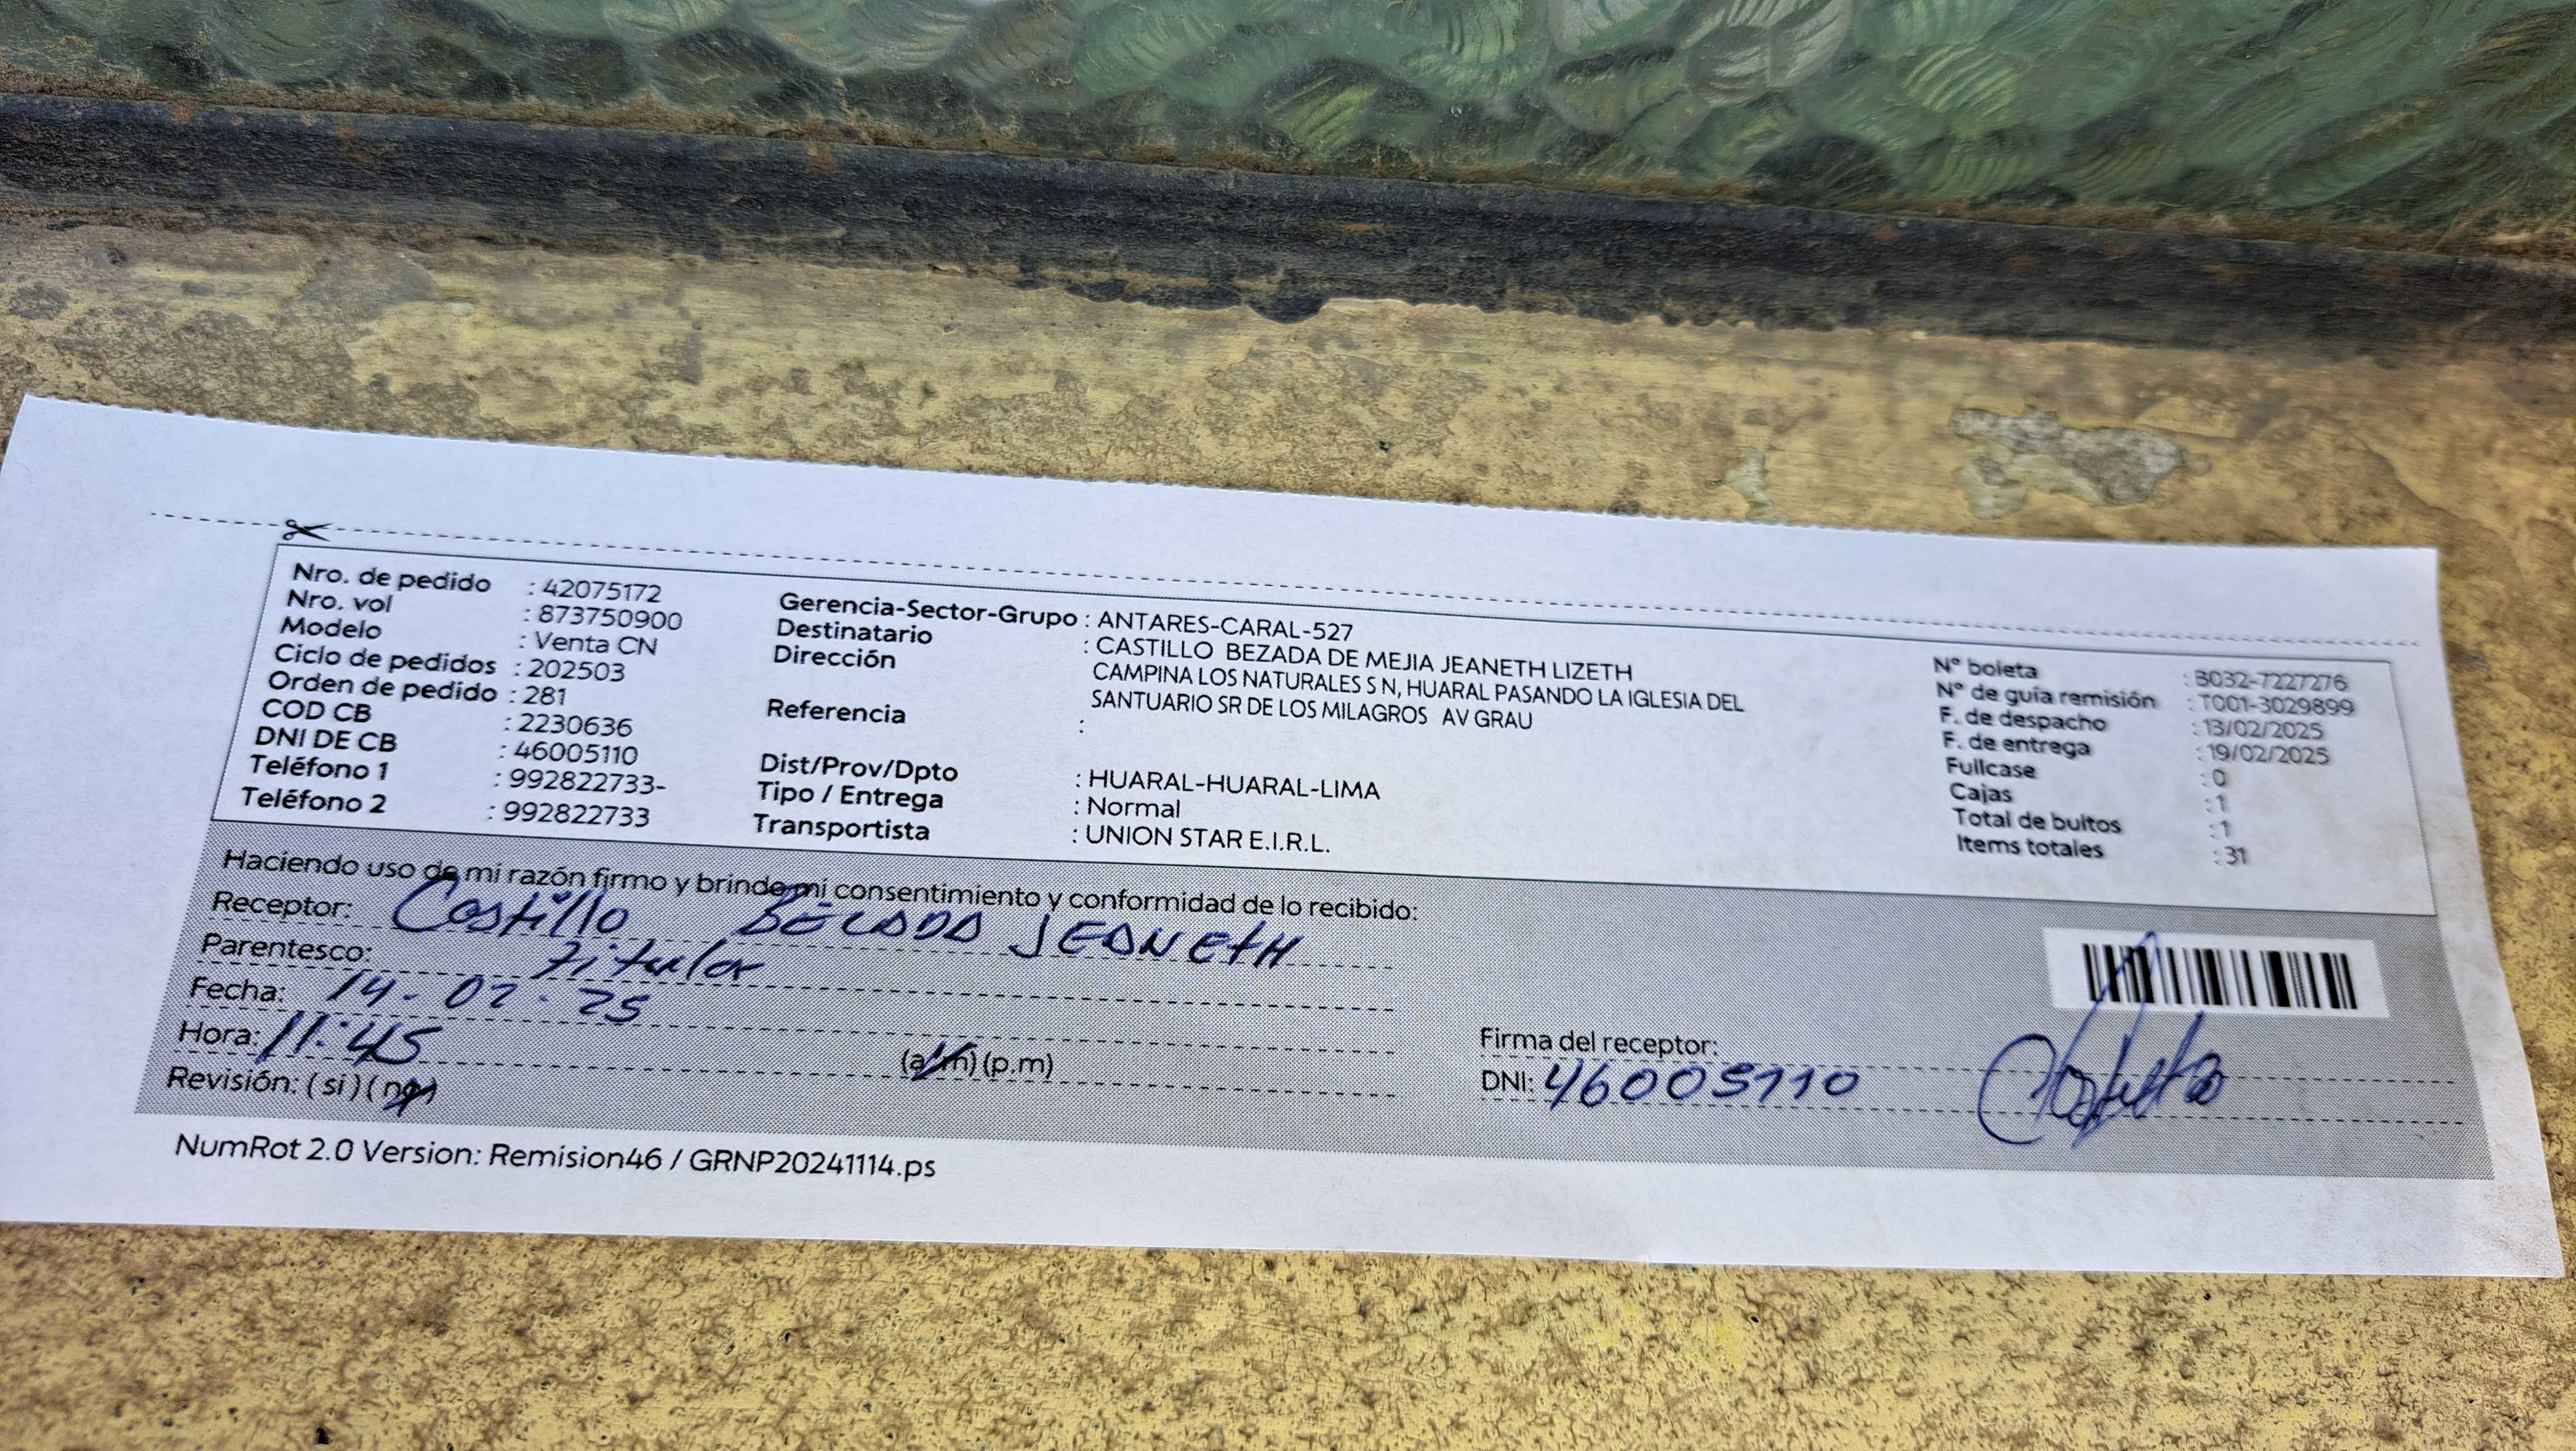 Nro. de pedido : 42075172
Nro. vol : 873750900
Modelo : Venta CN
Ciclo de pedidos : 202503
Orden de pedido : 281
COD CB : 2230636
DNI DE CB : 46005110
Teléfono 1 : 992822733-
Teléfono 2 : 992822733
Gerencia-Sector-Grupo : ANTARES-CARAL-527
Destinatario : CASTILLO BEZADA DE MEJIA JEANETH LIZETH
Dirección CAMPINA LOS NATURALES S N, HUARAL PASANDO LA IGLESIA DEL
SANTUARIO SR DE LOS MILAGROS AV GRAU
Referencia :
Dist/Prov/Dpto : HUARAL-HUARAL-LIMA
Tipo / Entrega : Normal
Transportista : UNION STAR E.I.R.L.
N° boleta : B032-7227276
N° de guía remisión : T001-3029899
F. de despacho : 13/02/2025
F. de entrega : 19/02/2025
Fullcase : 0
Cajas : 1
Total de bultos : 1
Items totales : 31
Haciendo uso de mi razón firmo y brindo mi consentimiento y conformidad de lo recibido:
Receptor: Castillo BEZADA JEANETH
Parentesco: titular
Fecha: 14-02-25
Hora: 11:45 (a.m) (p.m)
Revisión: ( si ) ( no )
Firma del receptor:
DNI: 46005110
NumRot 2.0 Version: Remision46 / GRNP20241114.ps